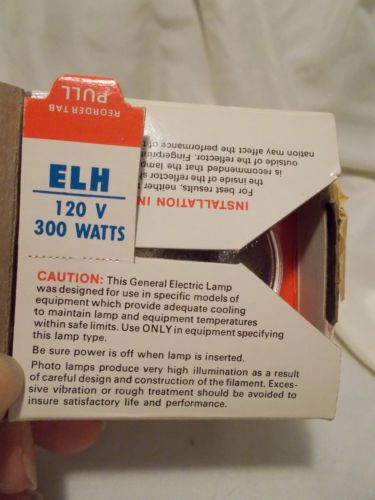 PULL
REORDER TAB
ELH
120 V
300 WATTS
INSTALLATION IN
For best results, neither
the inside of the reflector
is recommended that the lamp
outside of the reflector. Fingerprint
nation may affect the performance of
CAUTION: This General Electric Lamp
was designed for use in specific models of
equipment which provide adequate cooling
to maintain lamp and equipment temperatures
within safe limits. Use ONLY in equipment specifying
this lamp type.
Be sure power is off when lamp is inserted.
Photo lamps produce very high illumination as a result
of careful design and construction of the filament. Exces-
sive vibration or rough treatment should be avoided to
insure satisfactory life and performance.